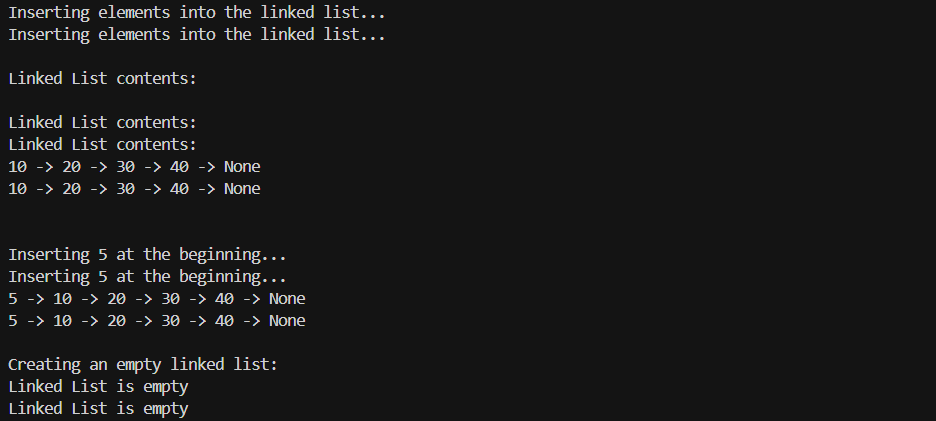 Inserting elements into the linked list...
Inserting elements into the linked list...
Linked List contents:
Linked List contents:
Linked List contents:
10 -> 20 -> 30 -> 40 -> None
10 -> 20 -> 30 -> 40 -> None
Inserting 5 at the beginning...
Inserting 5 at the beginning...
5 -> 10 -> 20 -> 30 -> 40 -> None
5 -> 10 -> 20 -> 30 -> 40 -> None
Creating an empty linked list:
Linked List is empty
Linked List is empty